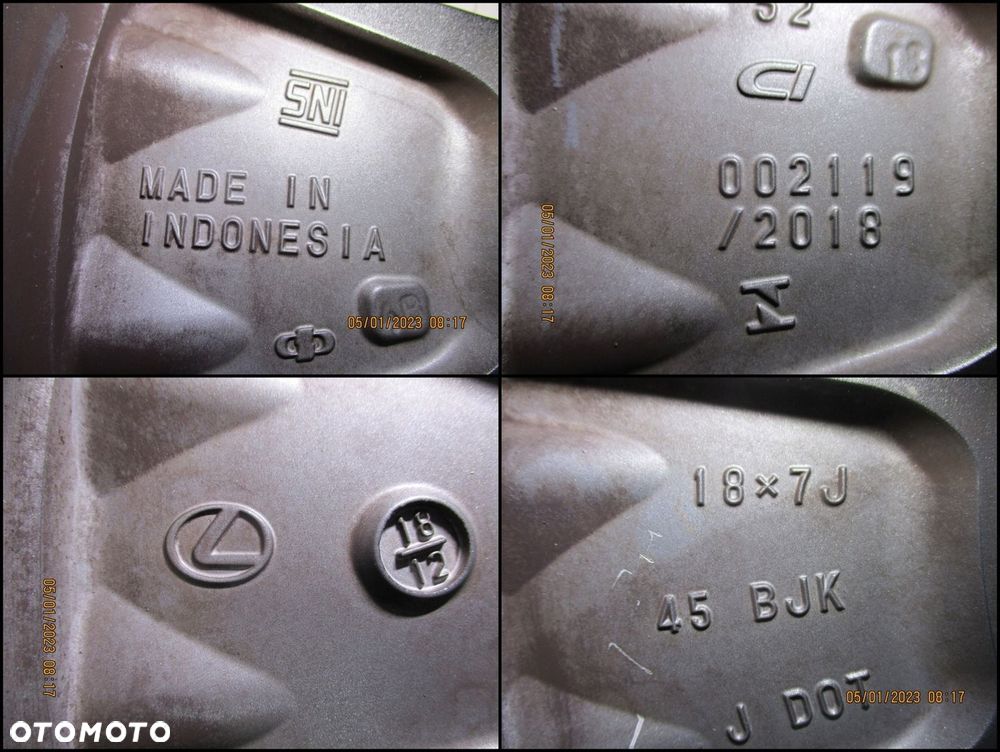 SNI
MADE IN
INDONESIA
05/01/2023 08:17
52
18
002119
/2018
05/01/2023 08:17
18
12
05/01/2023 08:17
18×7J
45 BJK
J DOT
05/01/2023 08:17
OTOMOTO